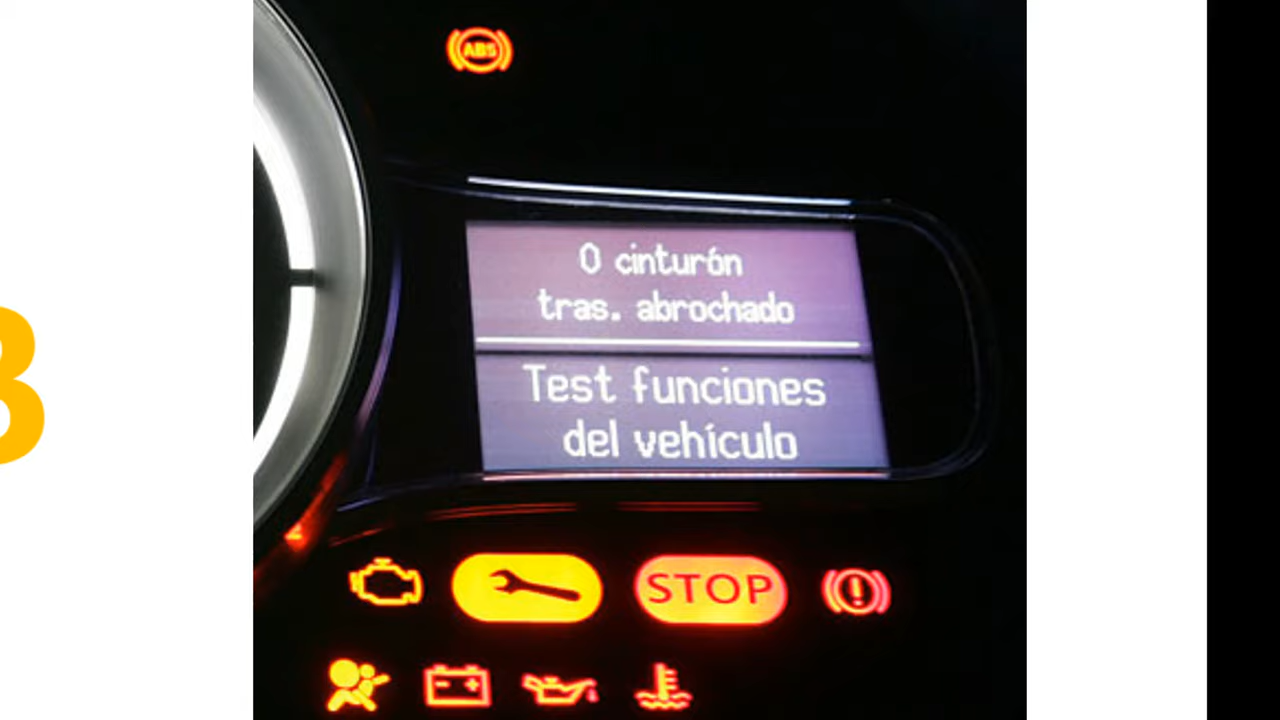 ABS
0 cinturón
tras. abrochado
Test funciones
del vehículo
STOP